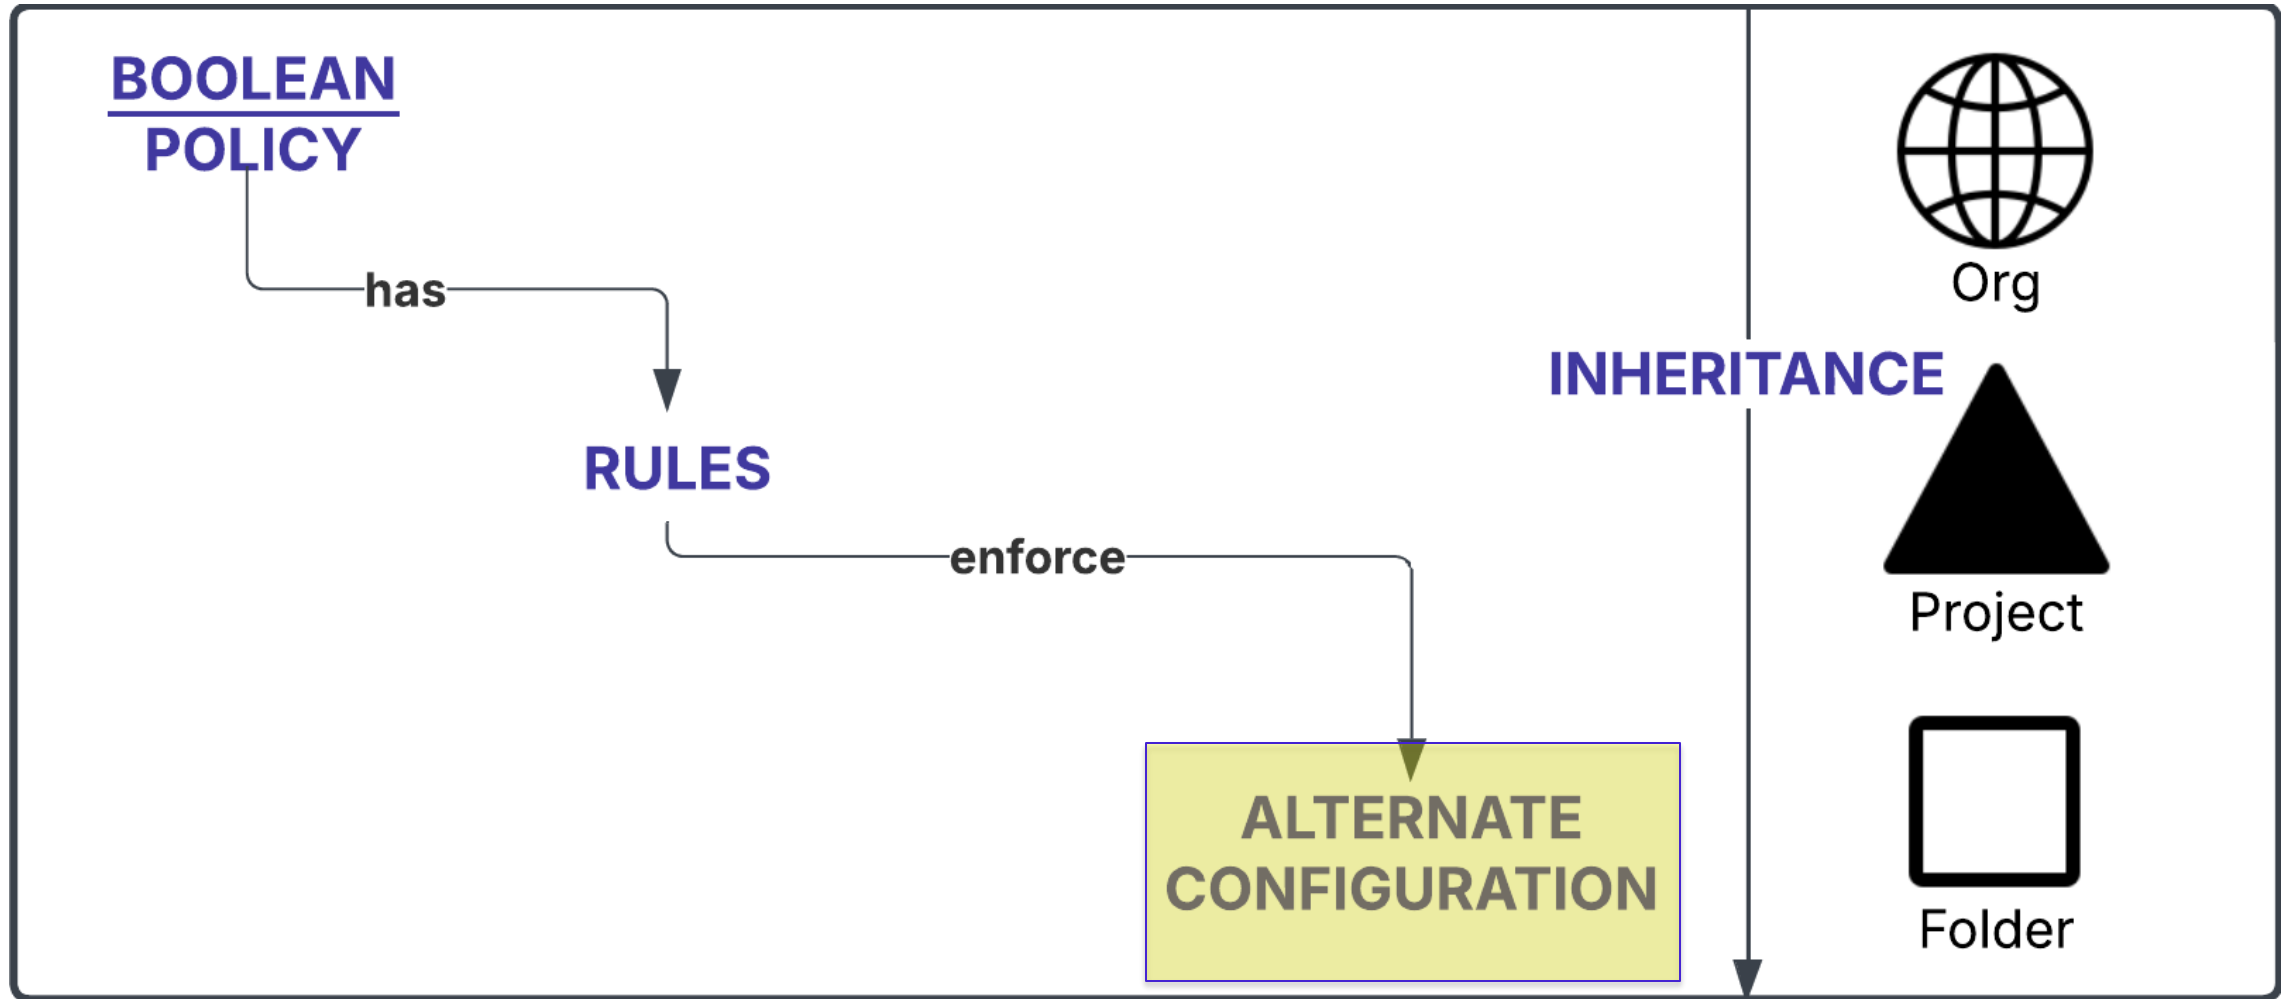 BOOLEAN
POLICY
has
RULES
enforce
ALTERNATE
CONFIGURATION
INHERITANCE
Org
Project
Folder